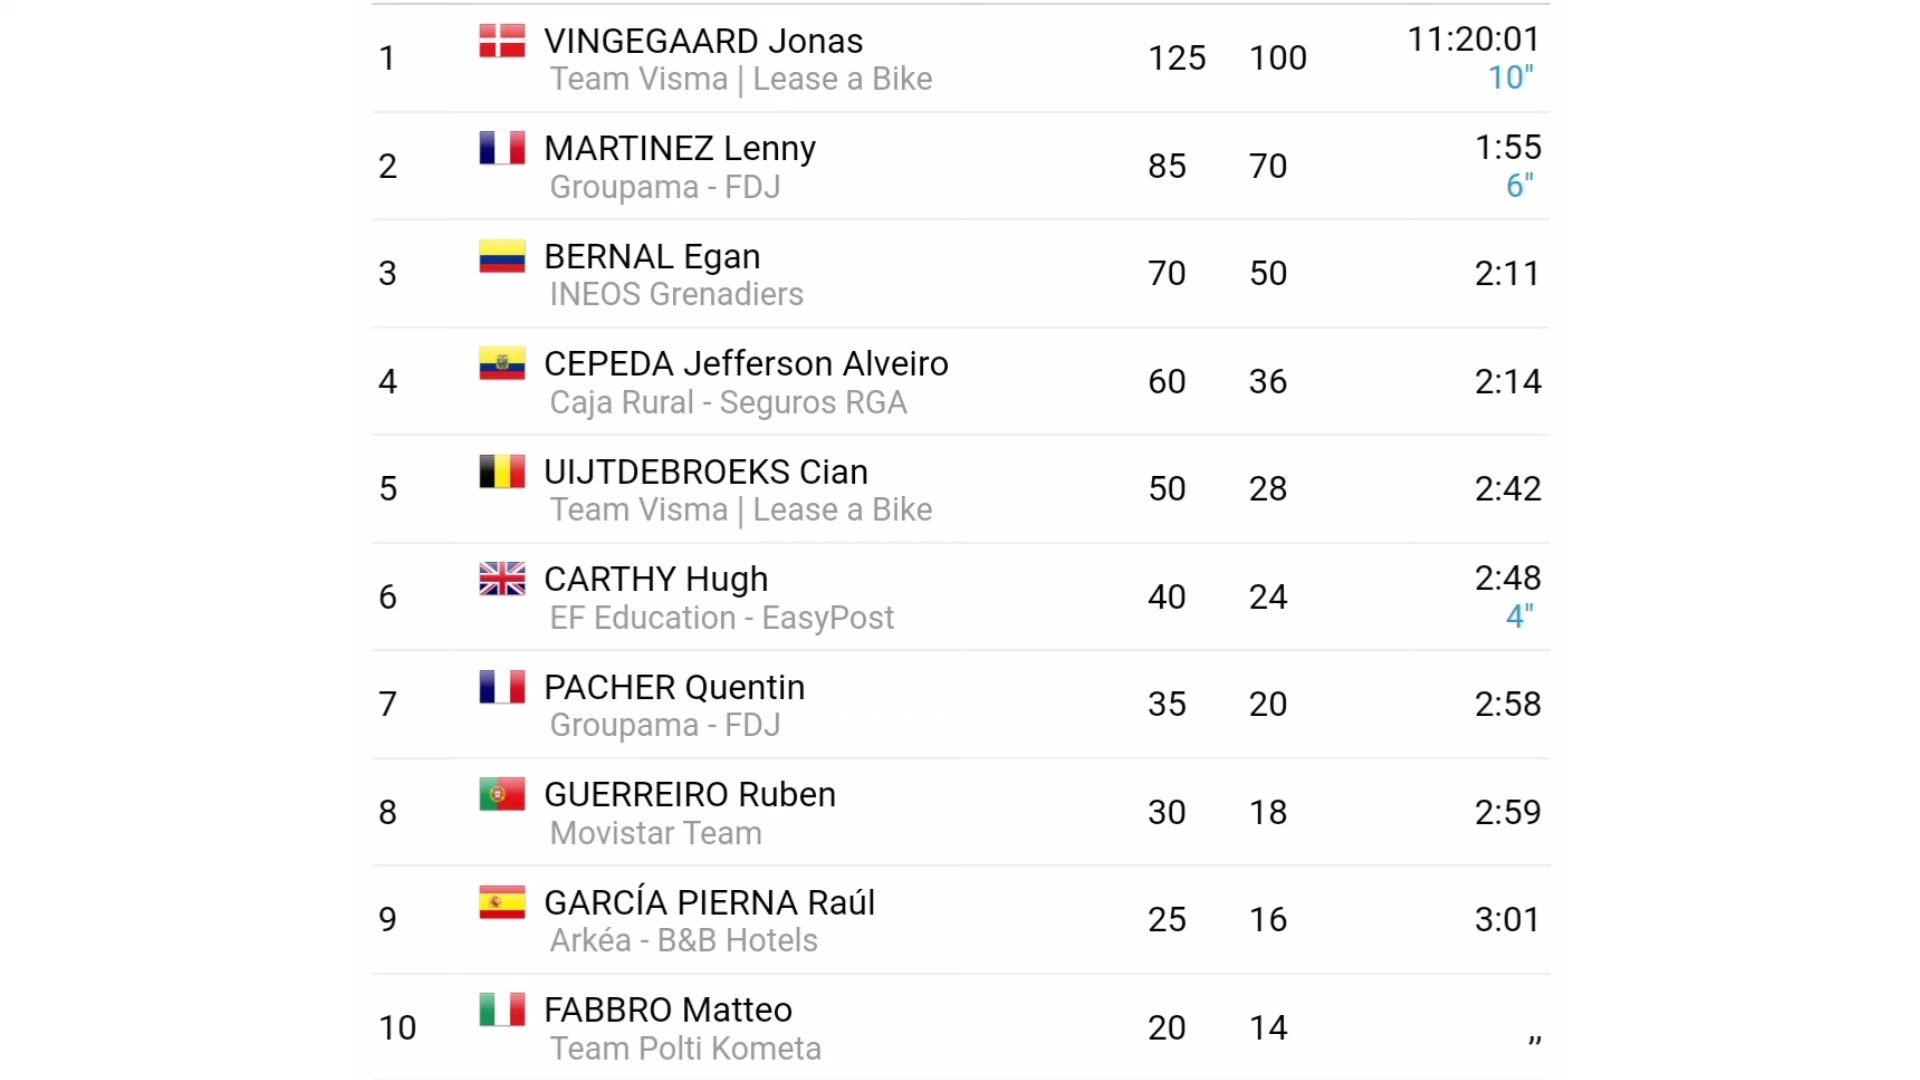 1 VINGEGAARD Jonas 125 100 11:20:01
Team Visma | Lease a Bike 10"
2 MARTINEZ Lenny 85 70 1:55
Groupama - FDJ 6"
3 BERNAL Egan 70 50 2:11
INEOS Grenadiers
4 CEPEDA Jefferson Alveiro 60 36 2:14
Caja Rural - Seguros RGA
5 UIJTDEBROEKS Cian 50 28 2:42
Team Visma | Lease a Bike
6 CARTHY Hugh 40 24 2:48
EF Education - EasyPost 4"
7 PACHER Quentin 35 20 2:58
Groupama - FDJ
8 GUERREIRO Ruben 30 18 2:59
Movistar Team
9 GARCÍA PIERNA Raúl 25 16 3:01
Arkéa - B&B Hotels
10 FABBRO Matteo 20 14 ,,
Team Polti Kometa